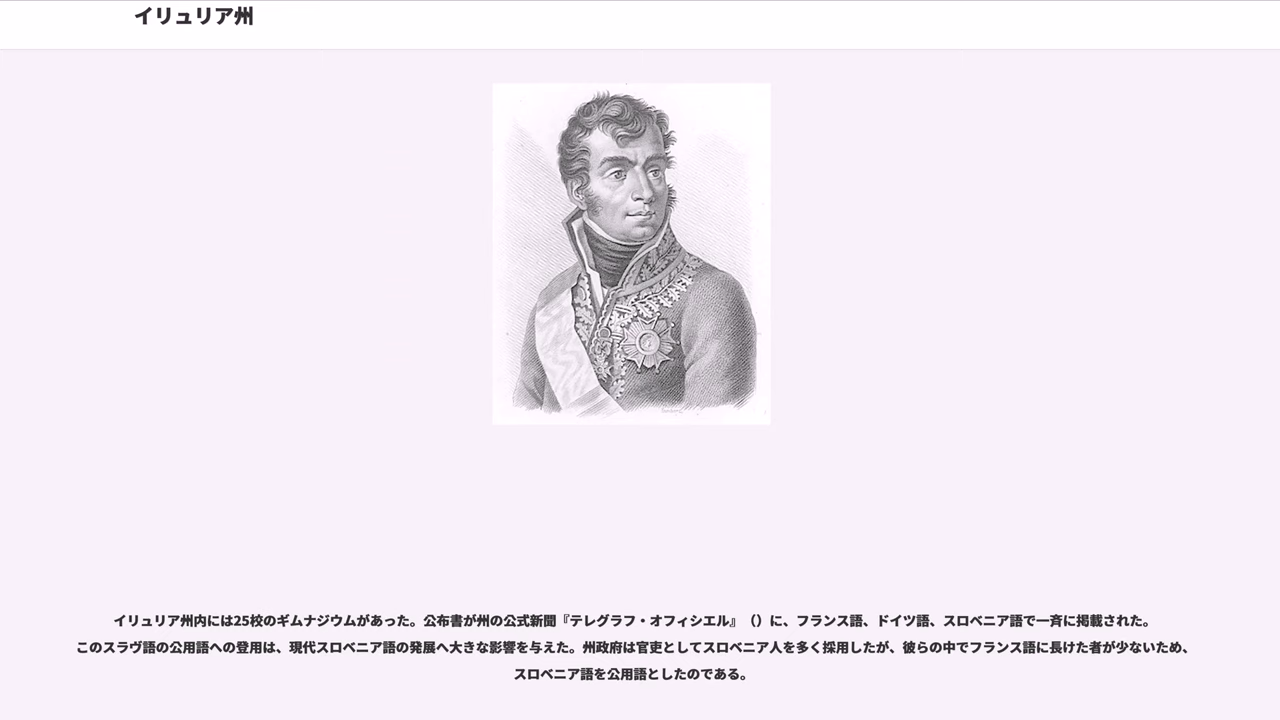 イリュリア州
イリュリア州内には25校のギムナジウムがあった。公布書が州の公式新聞『テレグラフ・オフィシエル』（）に、フランス語、ドイツ語、スロベニア語で一斉に掲載された。
このスラヴ語の公用語への登用は、現代スロベニア語の発展へ大きな影響を与えた。州政府は官吏としてスロベニア人を多く採用したが、彼らの中でフランス語に長けた者が少ないため、
スロベニア語を公用語としたのである。